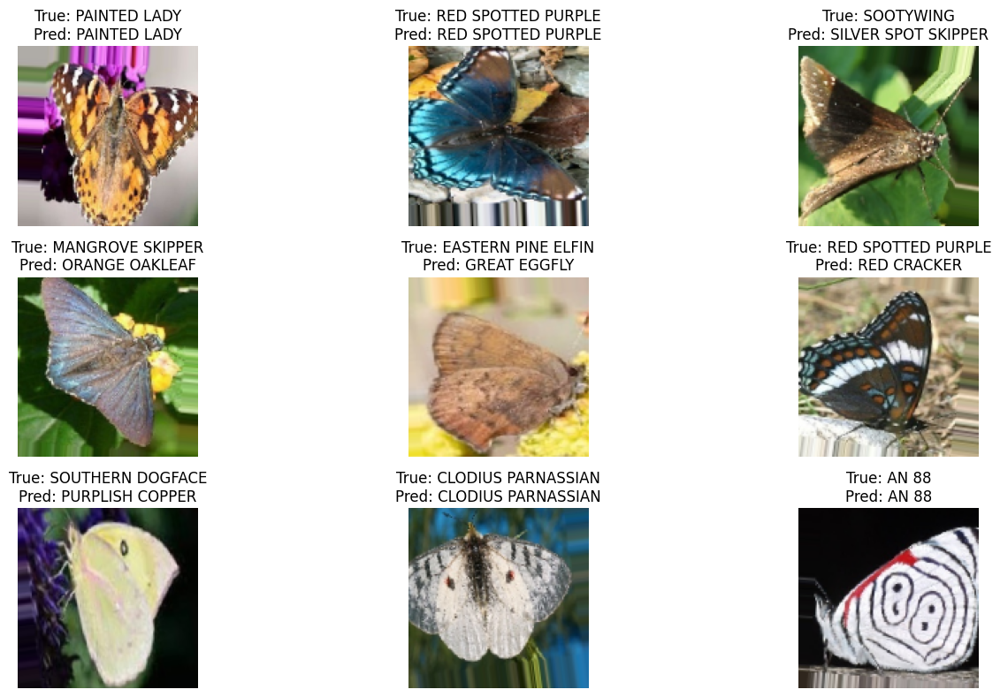 True: PAINTED LADY
Pred: PAINTED LADY
True: RED SPOTTED PURPLE
Pred: RED SPOTTED PURPLE
True: SOOTYWING
Pred: SILVER SPOT SKIPPER
True: MANGROVE SKIPPER
Pred: ORANGE OAKLEAF
True: EASTERN PINE ELFIN
Pred: GREAT EGGFLY
True: RED SPOTTED PURPLE
Pred: RED CRACKER
True: SOUTHERN DOGFACE
Pred: PURPLISH COPPER
True: CLODIUS PARNASSIAN
Pred: CLODIUS PARNASSIAN
True: AN 88
Pred: AN 88